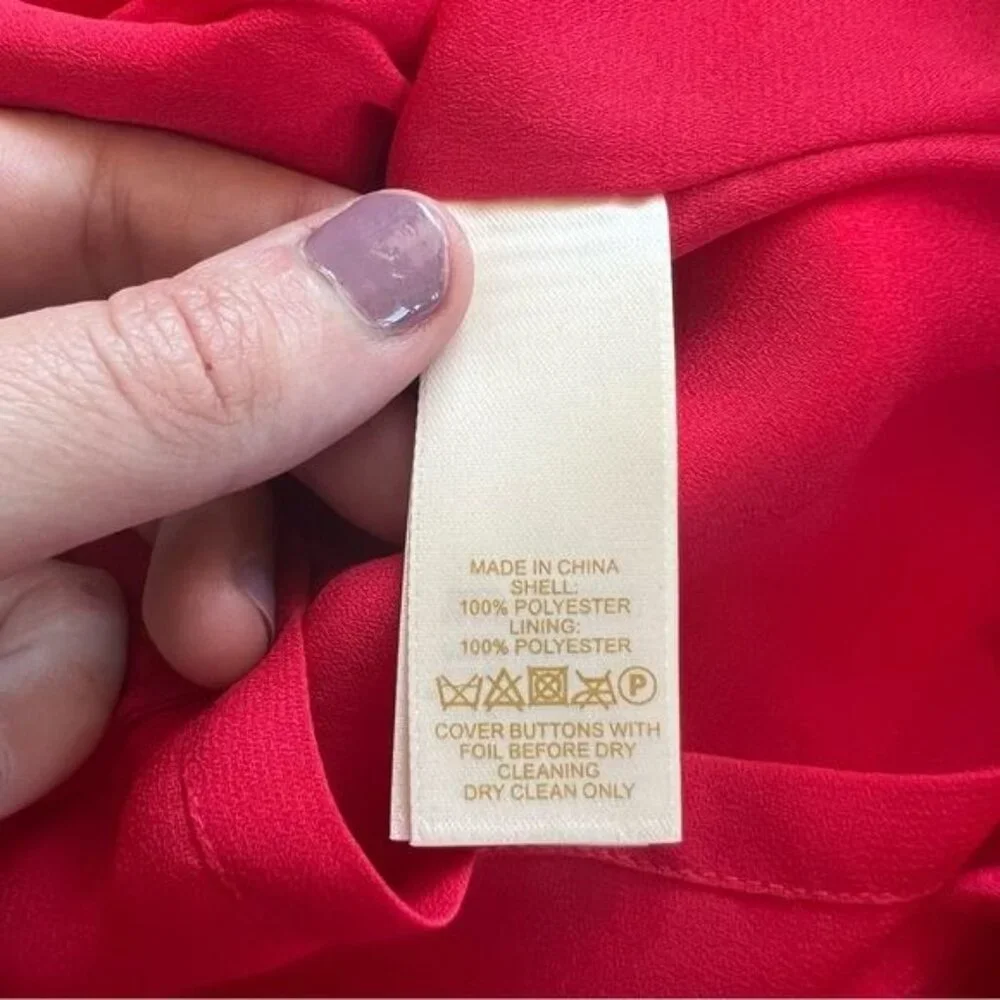 MADE IN CHINA
SHELL:
100% POLYESTER
LINING:
100% POLYESTER
P
COVER BUTTONS WITH
FOIL BEFORE DRY
CLEANING
DRY CLEAN ONLY